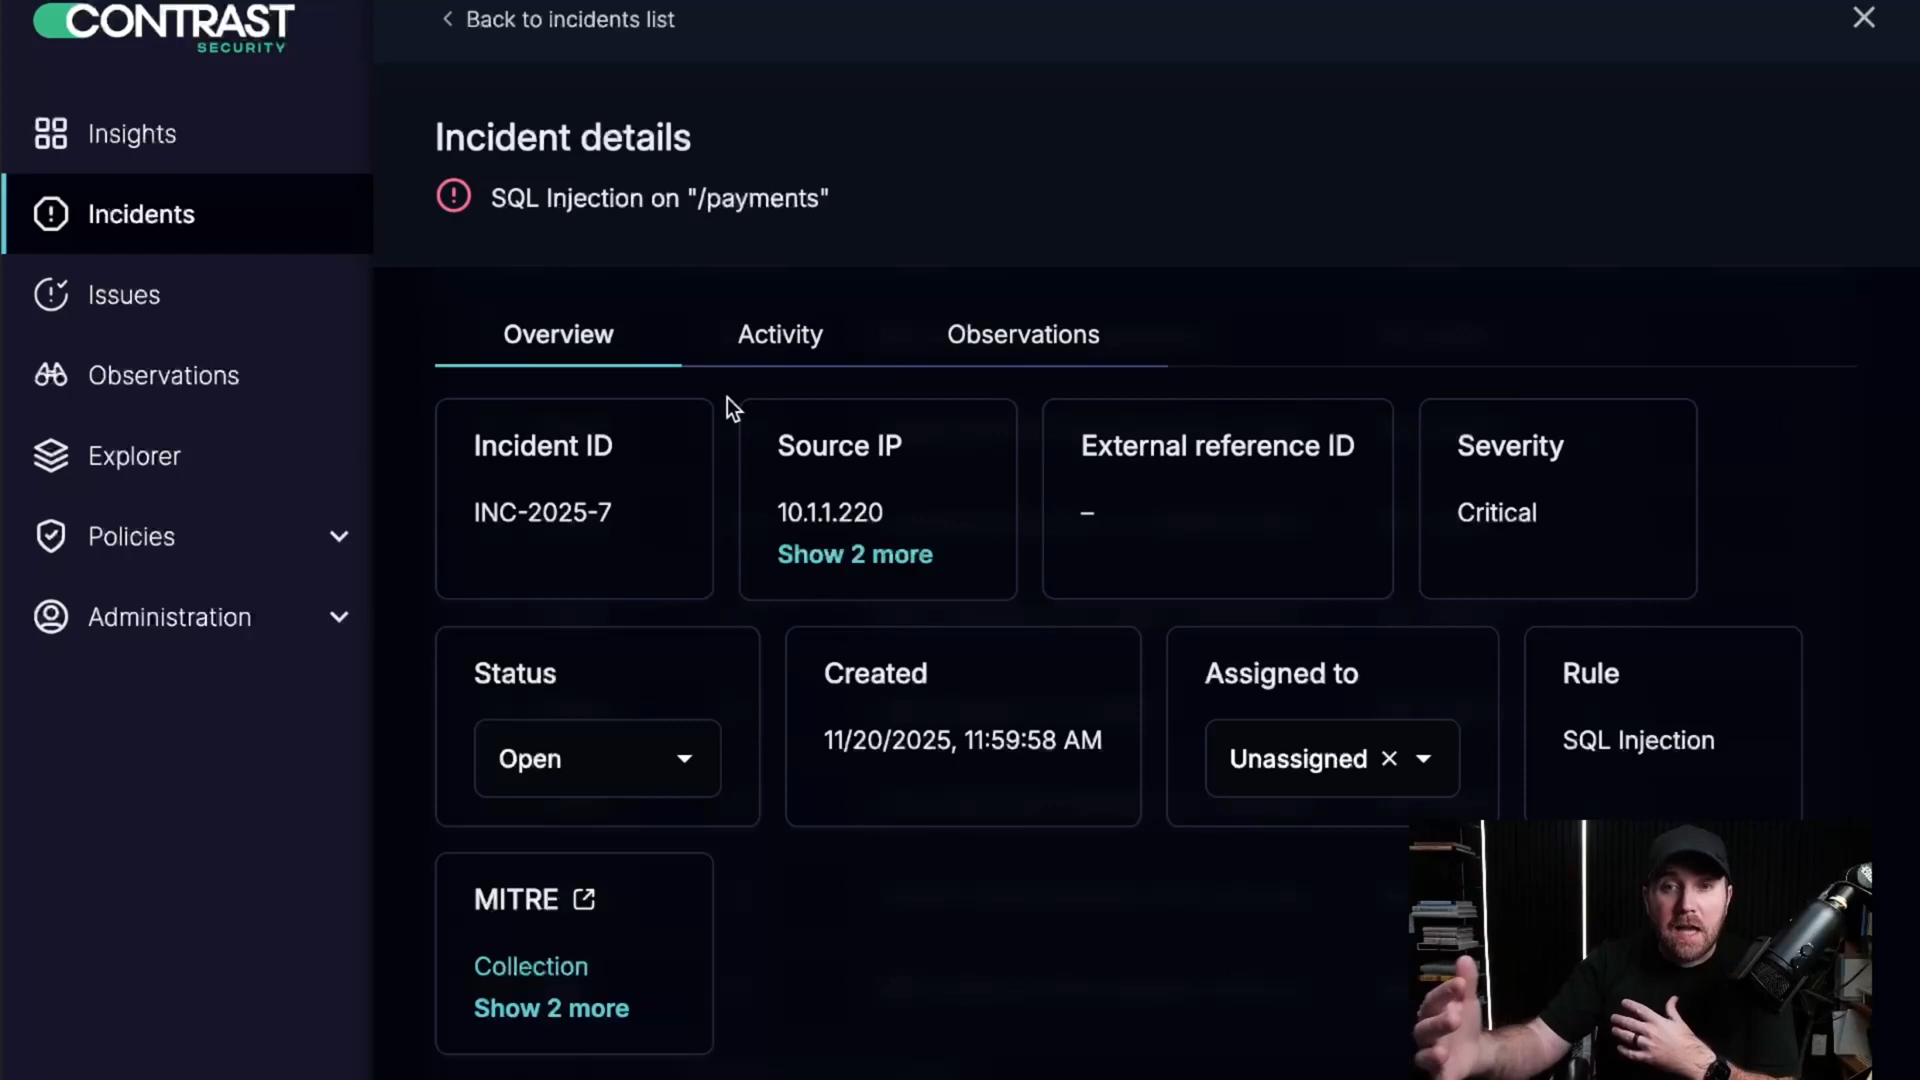 CONTRAST
SECURITY
Back to incidents list
Insights
Incidents
Issues
Observations
Explorer
Policies
Administration
Incident details
SQL Injection on "/payments"
Overview
Activity
Observations
Incident ID
INC-2025-7
Source IP
10.1.1.220
Show 2 more
External reference ID
–
Severity
Critical
Status
Open
Created
11/20/2025, 11:59:58 AM
Assigned to
Unassigned
Rule
SQL Injection
MITRE
Collection
Show 2 more